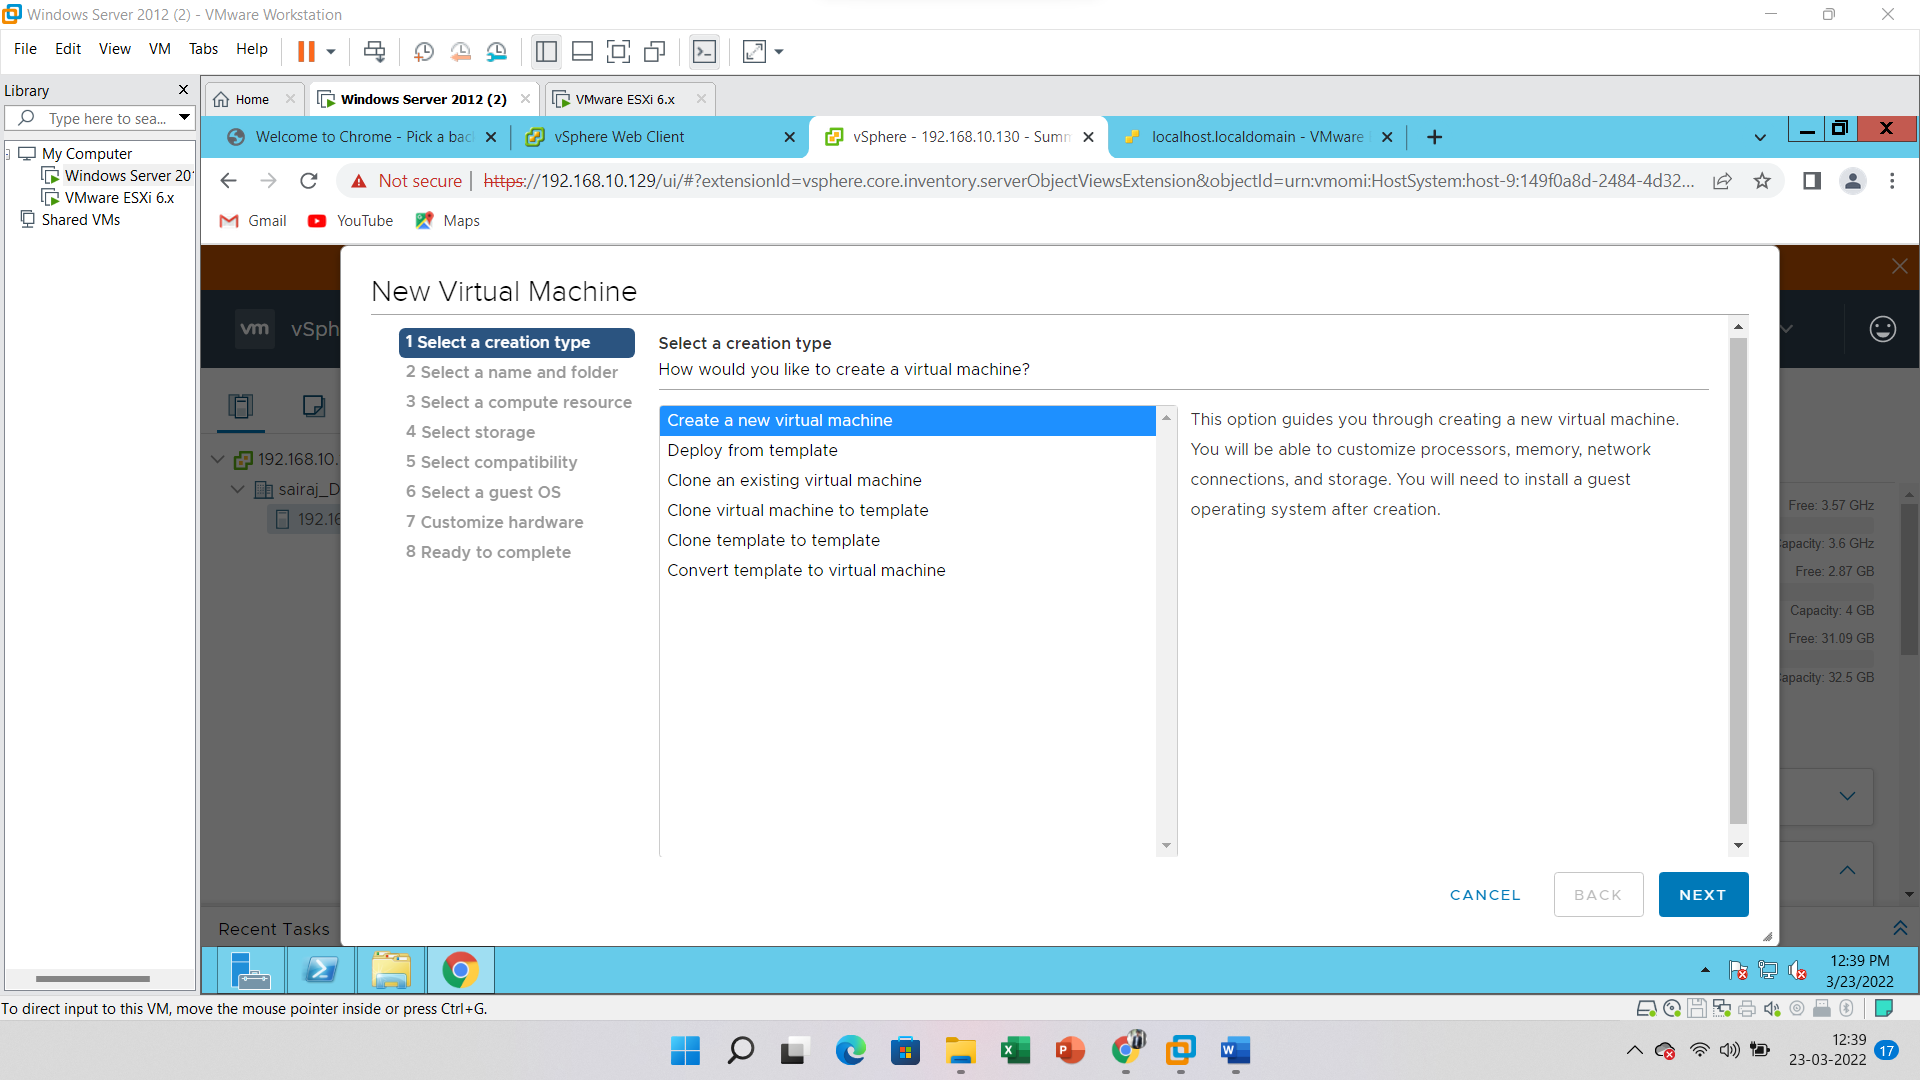 Windows Server 2012 (2) - VMware Workstation
File Edit View VM Tabs Help
Library
Home
Windows Server 2012 (2)
VMware ESXi 6.x
Type here to sea...
My Computer
Windows Server 20
VMware ESXi 6.x
Shared VMs
Welcome to Chrome - Pick a bac
vSphere Web Client
vSphere - 192.168.10.130 - Summ
localhost.localdomain - VMware
Not secure
https://192.168.10.129/ui/#?extensionId=vsphere.core.inventory.serverObjectViewsExtension&objectId=urn:vmomi:HostSystem:host-9:149f0a8d-2484-4d32...
Gmail YouTube Maps
vm vSph
192.168.10.
sairaj_D
192.16
New Virtual Machine
1 Select a creation type
2 Select a name and folder
3 Select a compute resource
4 Select storage
5 Select compatibility
6 Select a guest OS
7 Customize hardware
8 Ready to complete
Select a creation type
How would you like to create a virtual machine?
Create a new virtual machine
Deploy from template
Clone an existing virtual machine
Clone virtual machine to template
Clone template to template
Convert template to virtual machine
This option guides you through creating a new virtual machine.
You will be able to customize processors, memory, network
connections, and storage. You will need to install a guest
operating system after creation.
Free: 3.57 GHz
apacity: 3.6 GHz
Free: 2.87 GB
Capacity: 4 GB
Free: 31.09 GB
apacity: 32.5 GB
CANCEL BACK NEXT
Recent Tasks
12:39 PM
3/23/2022
To direct input to this VM, move the mouse pointer inside or press Ctrl+G.
12:39
23-03-2022
17